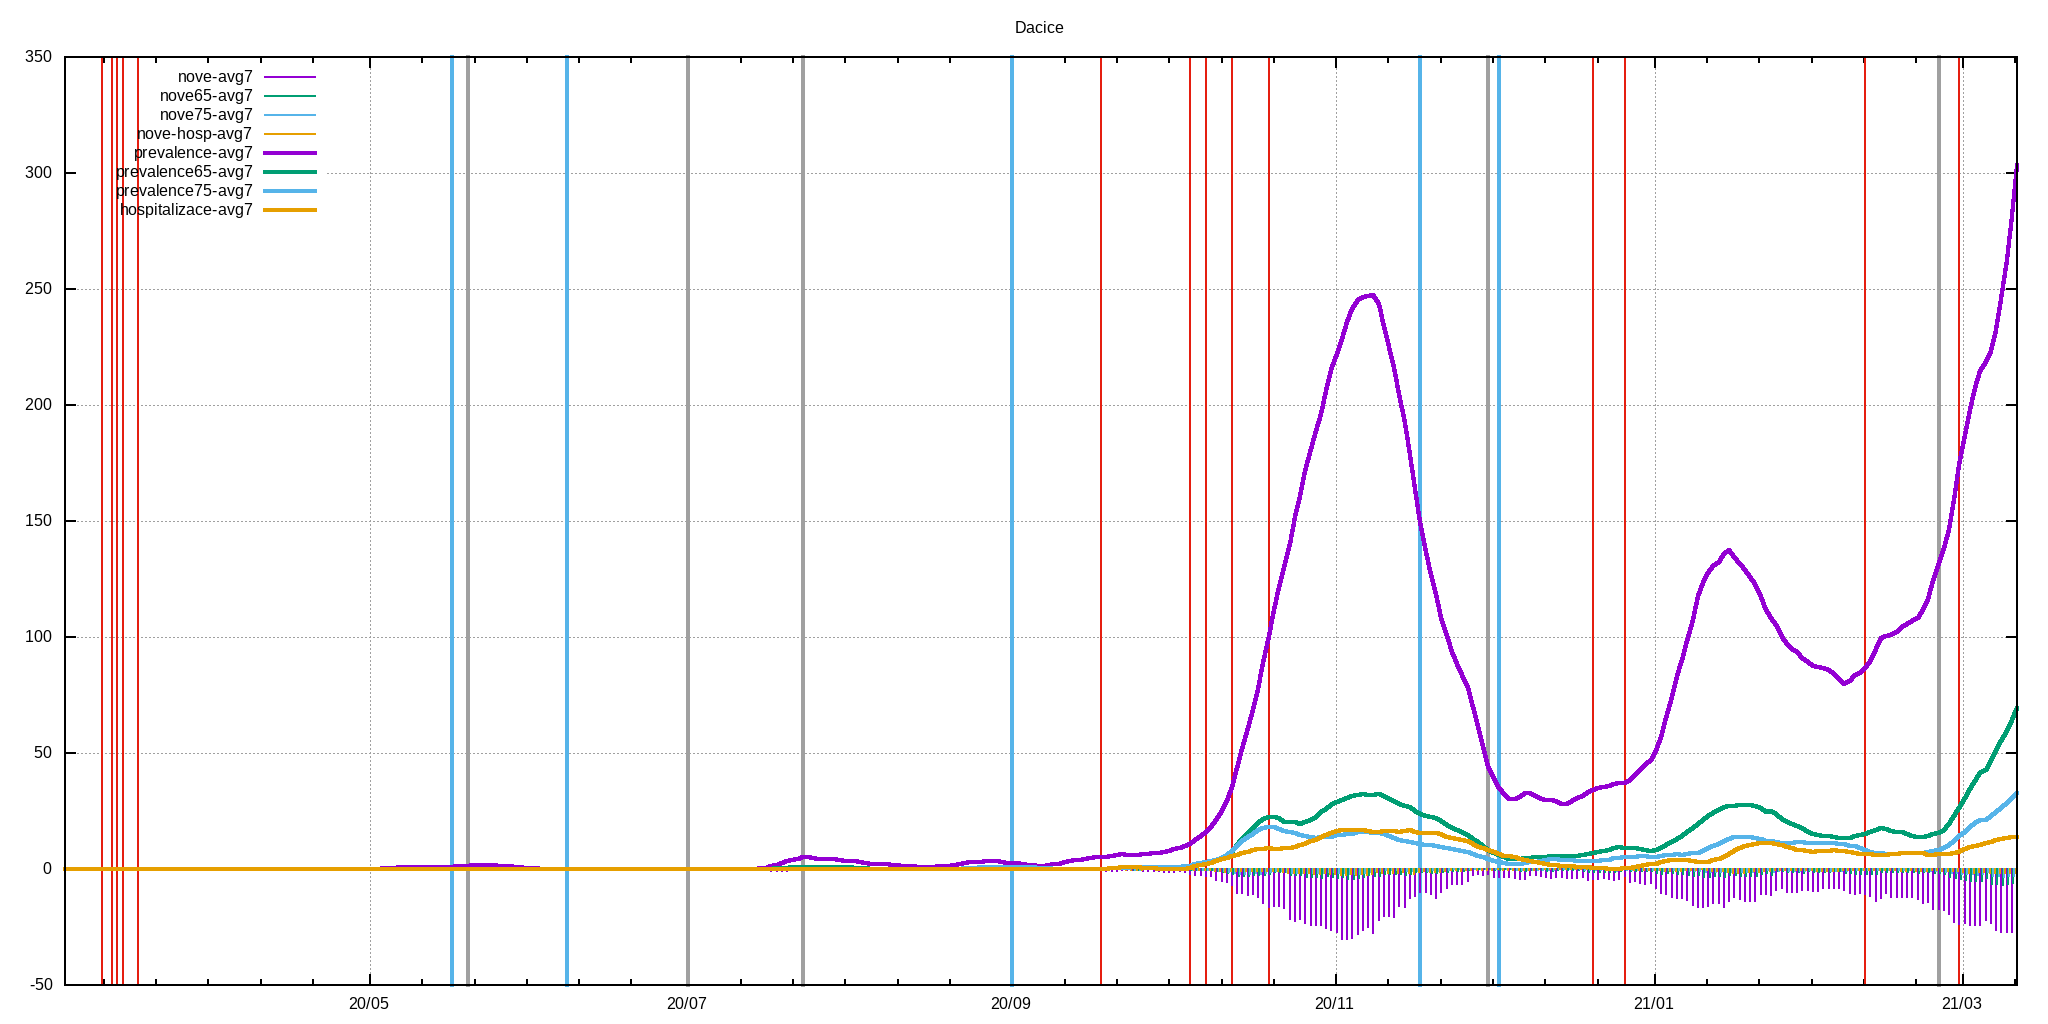 Dacice
350
300
250
200
150
100
50
0
-50
nove-avg7
nove65-avg7
nove75-avg7
nove-hosp-avg7
prevalence-avg7
prevalence65-avg7
prevalence75-avg7
hospitalizace-avg7
20/05
20/07
20/09
20/11
21/01
21/03